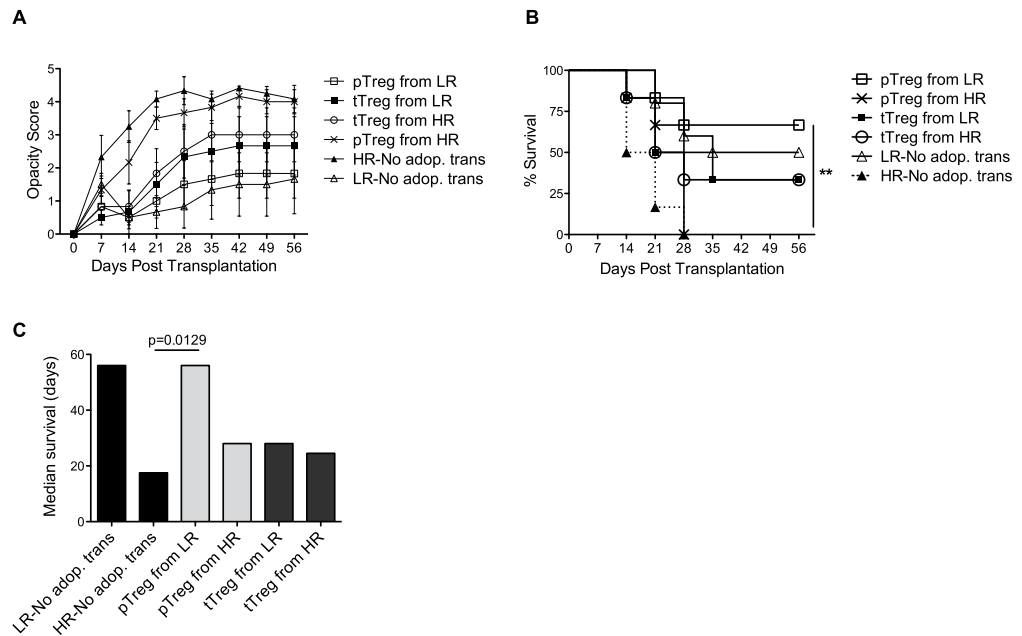 A
Opacity Score
5
4
3
2
1
0
0 7 14 21 28 35 42 49 56
Days Post Transplantation
pTreg from LR
tTreg from LR
tTreg from HR
pTreg from HR
HR-No adop. trans
LR-No adop. trans
B
% Survival
100
75
50
25
0
0 7 14 21 28 35 42 49 56
Days Post Transplantation
**
pTreg from LR
pTreg from HR
tTreg from LR
tTreg from HR
LR-No adop. trans
HR-No adop. trans
C
p=0.0129
Median survival (days)
60
40
20
0
LR-No adop. trans
HR-No adop. trans
pTreg from LR
pTreg from HR
tTreg from LR
tTreg from HR